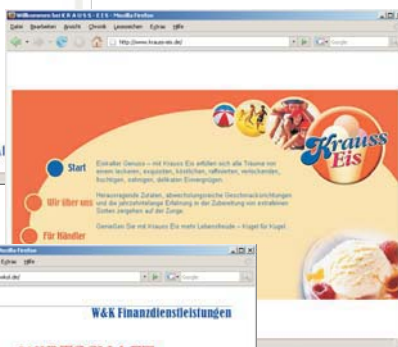 Willkommen bei K R A U S S - E I S - Mozilla Firefox
Datei Bearbeiten Ansicht Chronik Lesezeichen Extras Hilfe
http://www.krauss-eis.de/
Google
Krauss
Eis
Start
Eiskalter Genuss – mit Krauss Eis erfüllen sich alle Träume von
einem leckeren, exquisiten, köstlichen, raffinierten, verlockenden,
fruchtigen, sahnigen, delikaten Eisvergnügen.
Wir über uns
Herausragende Zutaten, abwechslungsreiche Geschmacksrichtungen
und die jahrzehntelange Erfahrung in der Zubereitung von extrafeinen
Sorten zergehen auf der Zunge.
Für Händler
Genießen Sie mit Krauss Eis mehr Lebensfreude – Kugel für Kugel.
Mozilla Firefox
Extras Hilfe
Google
W&K Finanzdienstleistungen